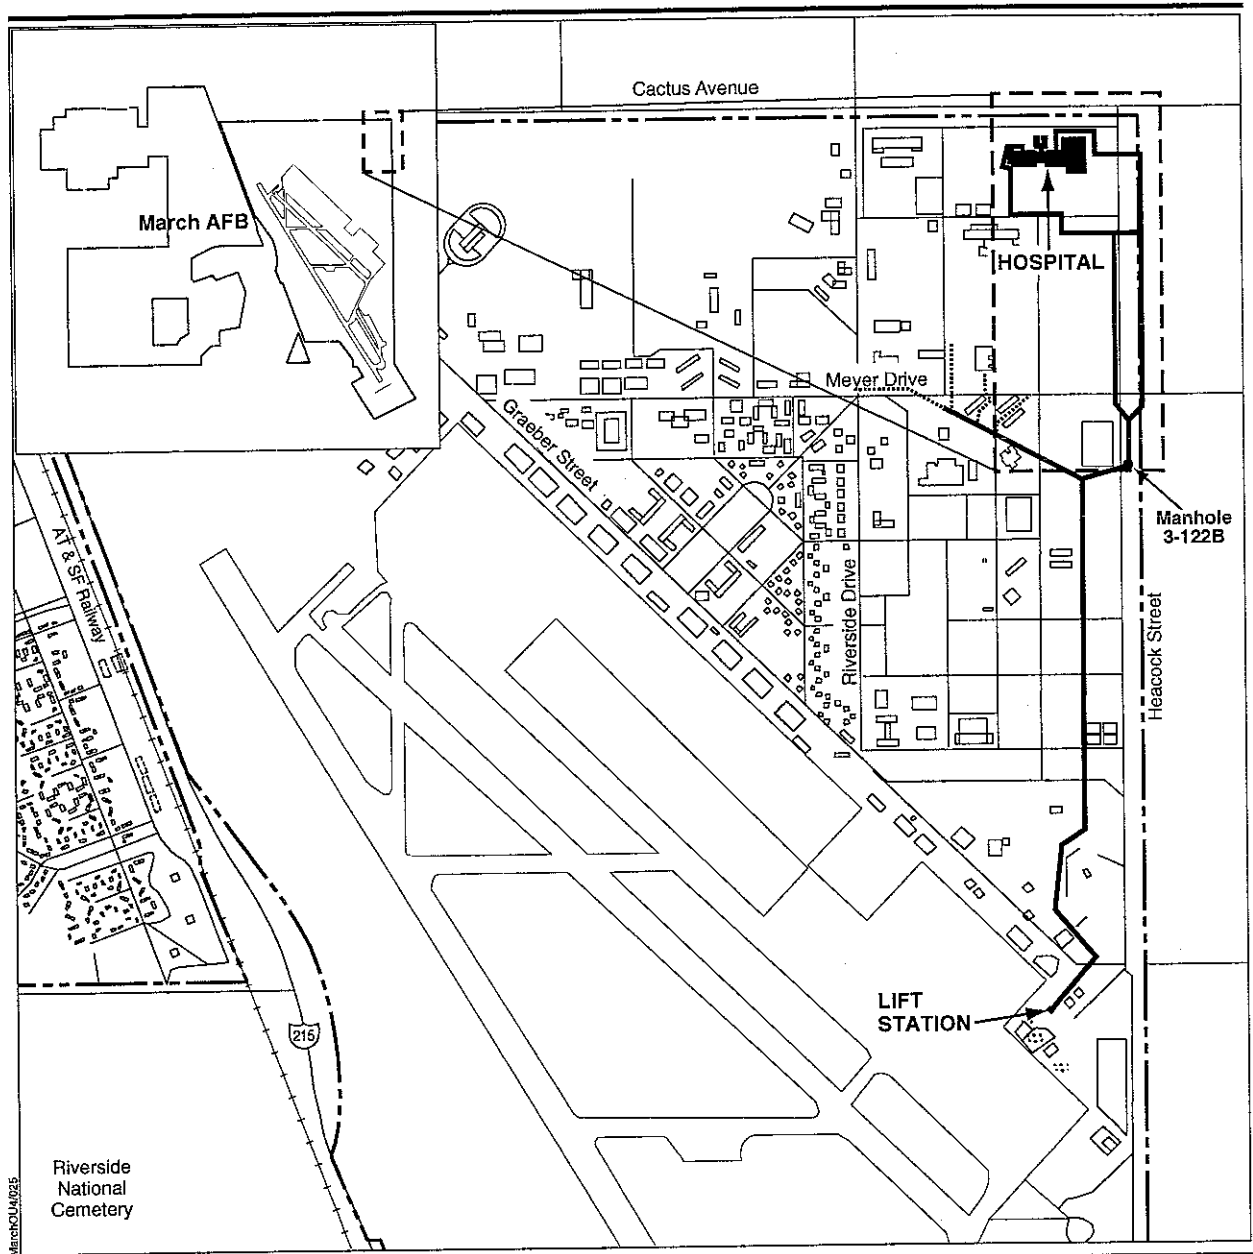 Cactus Avenue
March AFB
HOSPITAL
Meyer Drive
Graeber Street
Manhole
3-122B
AT & SF Railway
Riverside Drive
Heacock Street
LIFT
STATION
215
Riverside
National
Cemetery
MarchOU4/025